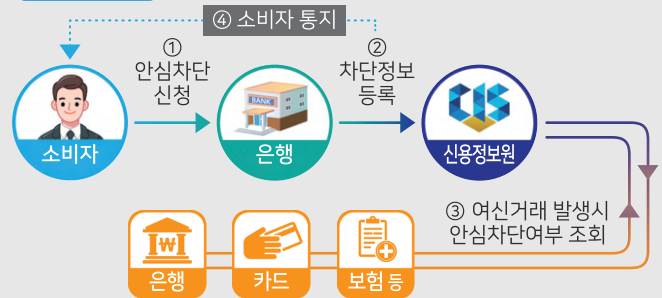 ④ 소비자 통지
①
안심차단
신청
②
차단정보
등록
BANK
CIS
소비자
은행
신용정보원
③ 여신거래 발생시
안심차단여부 조회
₩
은행
카드
보험 등